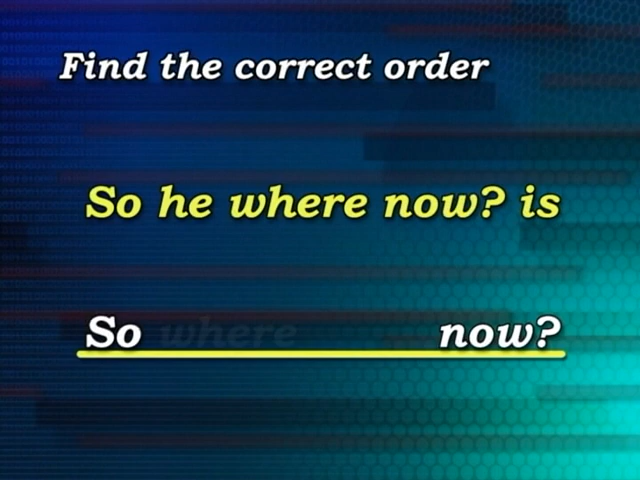 Find the correct order
So he where now? is
So where now?